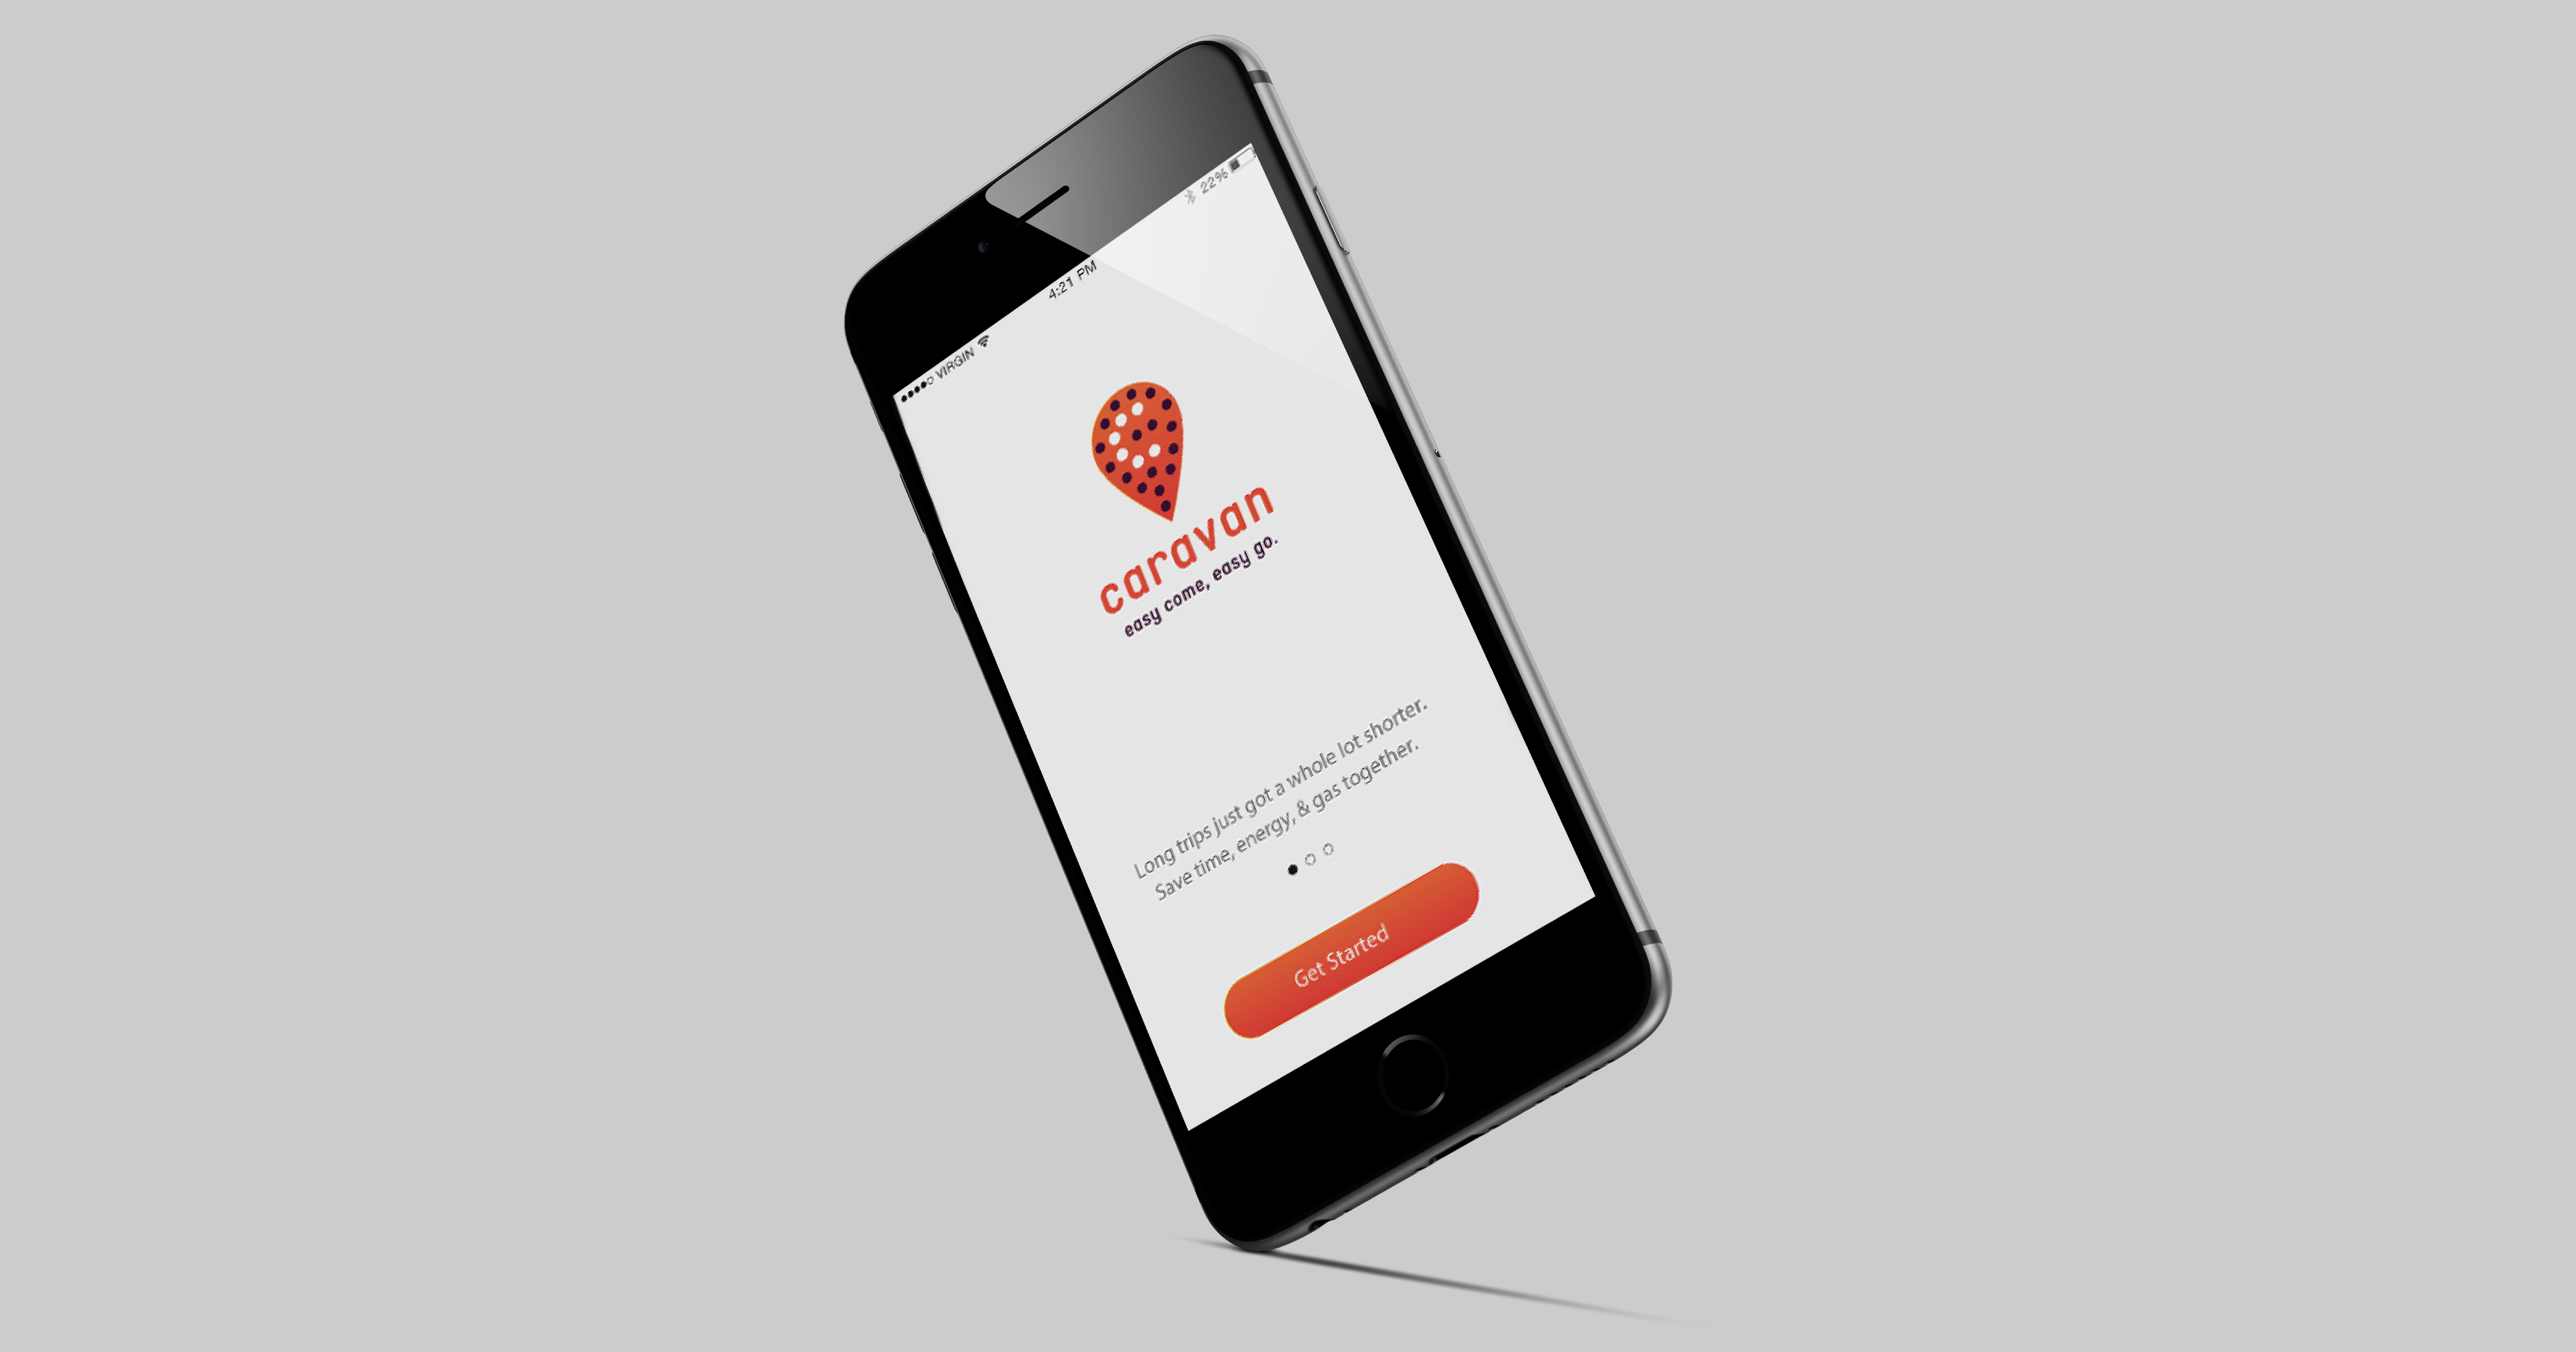 VIRGIN 4:21 PM 22%
caravan
easy come, easy go.
Long trips just got a whole lot shorter.
Save time, energy, & gas together.
Get Started